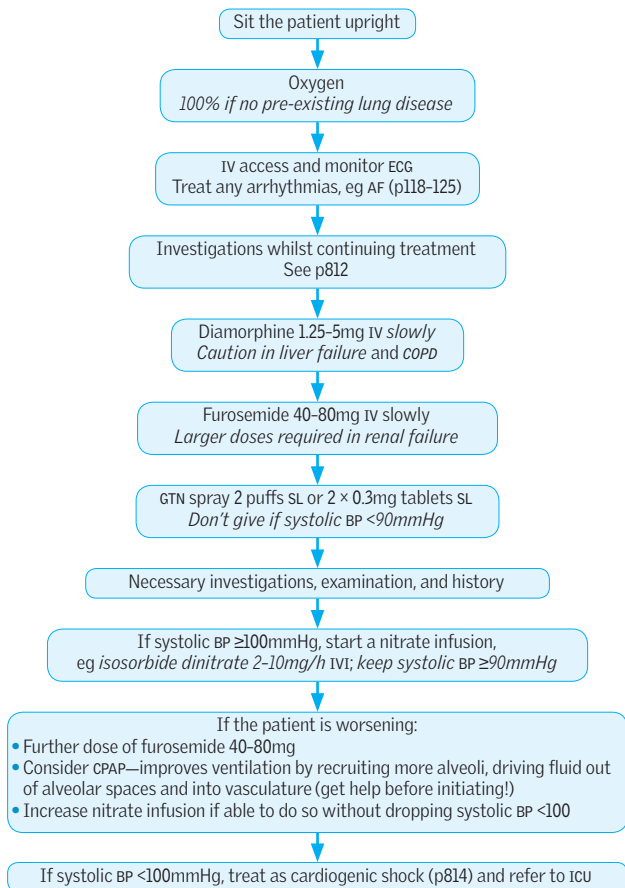 Sit the patient upright
Oxygen
100% if no pre-existing lung disease
IV access and monitor ECG
Treat any arrhythmias, eg AF (p118–125)
Investigations whilst continuing treatment
See p812
Diamorphine 1.25–5mg IV slowly
Caution in liver failure and COPD
Furosemide 40–80mg IV slowly
Larger doses required in renal failure
GTN spray 2 puffs SL or 2 × 0.3mg tablets SL
Don't give if systolic BP <90mmHg
Necessary investigations, examination, and history
If systolic BP ≥100mmHg, start a nitrate infusion,
eg isosorbide dinitrate 2–10mg/h IVI; keep systolic BP ≥90mmHg
If the patient is worsening:
• Further dose of furosemide 40–80mg
• Consider CPAP—improves ventilation by recruiting more alveoli, driving fluid out
of alveolar spaces and into vasculature (get help before initiating!)
• Increase nitrate infusion if able to do so without dropping systolic BP <100
If systolic BP <100mmHg, treat as cardiogenic shock (p814) and refer to ICU